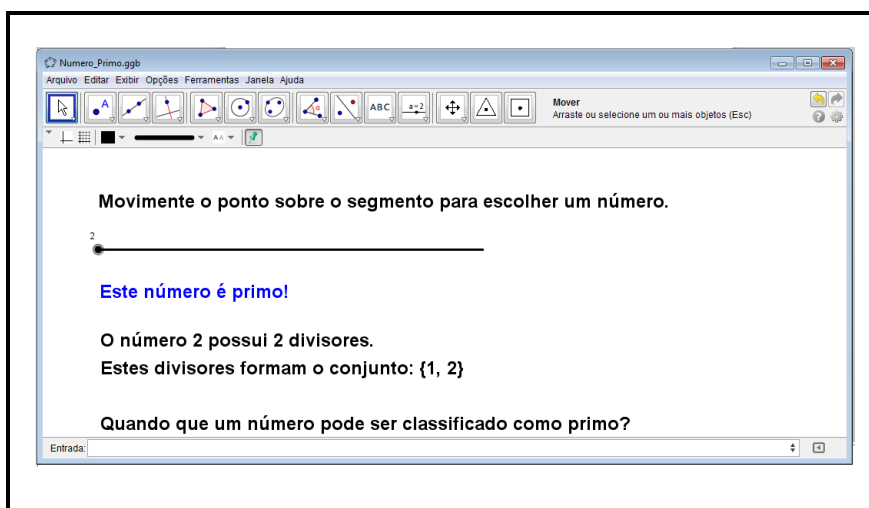 Numero_Primo.ggb
Arquivo Editar Exibir Opções Ferramentas Janela Ajuda
A
α
ABC
a=2
Mover
Arraste ou selecione um ou mais objetos (Esc)
AA
Movimente o ponto sobre o segmento para escolher um número.
2
Este número é primo!
O número 2 possui 2 divisores.
Estes divisores formam o conjunto: {1, 2}
Quando que um número pode ser classificado como primo?
Entrada: